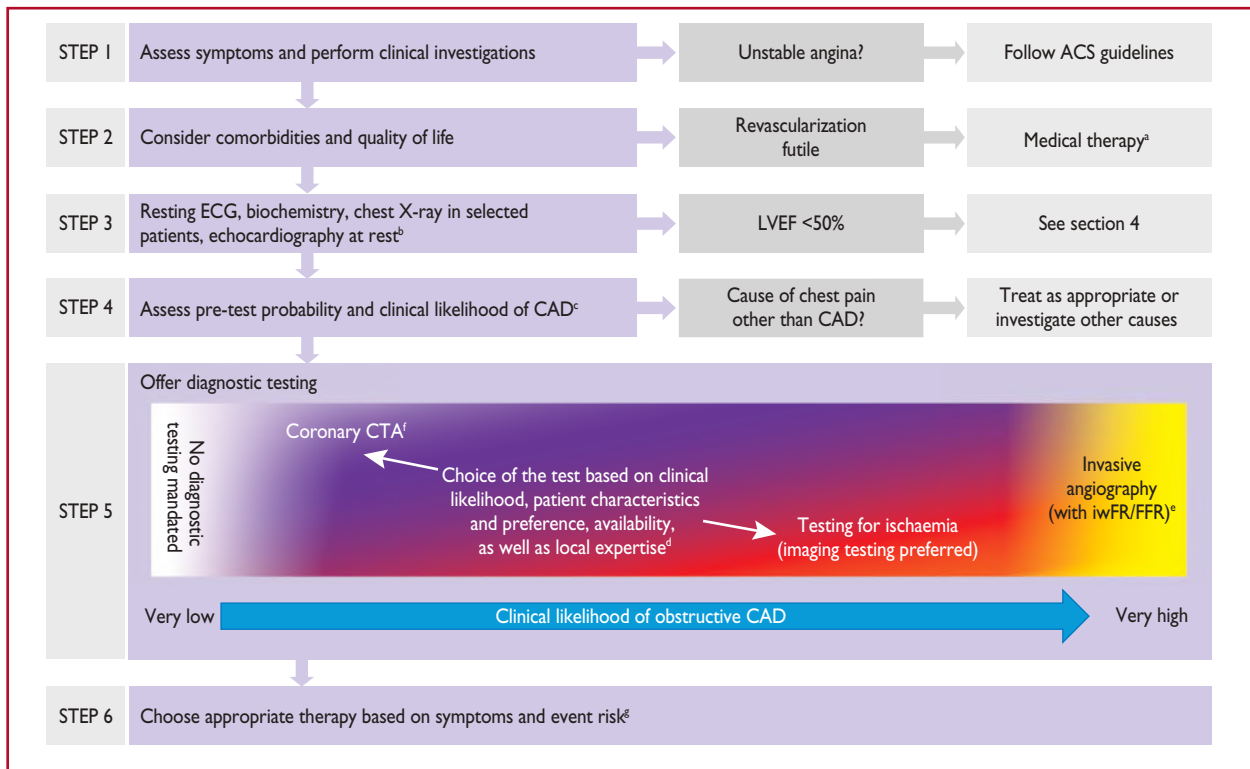 STEP 1
Assess symptoms and perform clinical investigations
Unstable angina?
Follow ACS guidelines
STEP 2
Consider comorbidities and quality of life
Revascularization
futile
Medical therapyᵃ
STEP 3
Resting ECG, biochemistry, chest X-ray in selected
patients, echocardiography at restᵇ
LVEF <50%
See section 4
STEP 4
Assess pre-test probability and clinical likelihood of CADᶜ
Cause of chest pain
other than CAD?
Treat as appropriate or
investigate other causes
STEP 5
Offer diagnostic testing
No diagnostic
testing mandated
Coronary CTAᶠ
Choice of the test based on clinical
likelihood, patient characteristics
and preference, availability,
as well as local expertiseᵈ
Testing for ischaemia
(imaging testing preferred)
Invasive
angiography
(with iwFR/FFR)ᵉ
Very low
Clinical likelihood of obstructive CAD
Very high
STEP 6
Choose appropriate therapy based on symptoms and event riskᵍ